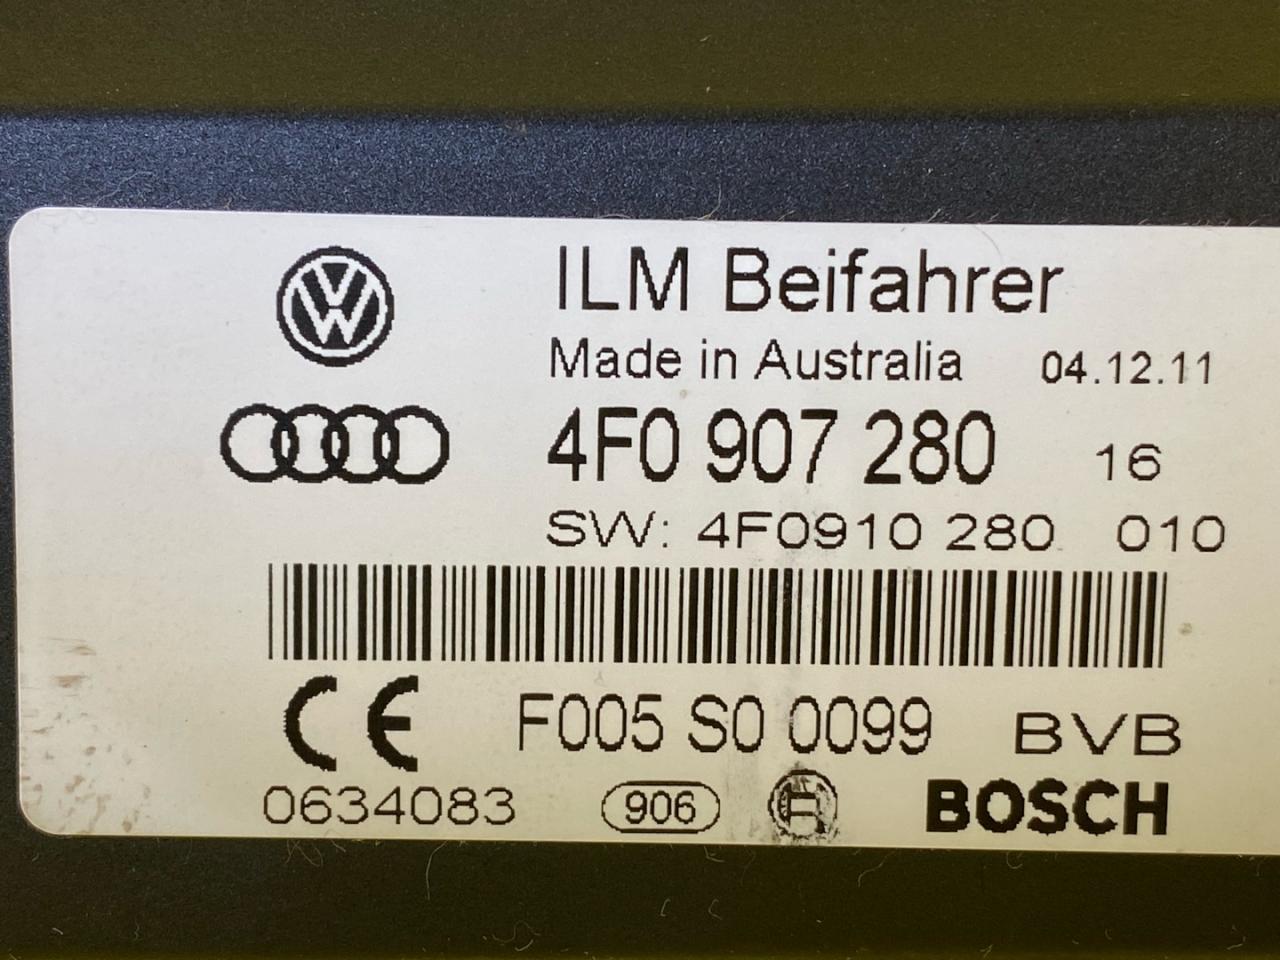 ILM Beifahrer
Made in Australia 04.12.11
4F0 907 280 16
SW: 4F0910 280 010
F005 S0 0099 BVB
CE
0634083 906 BOSCH